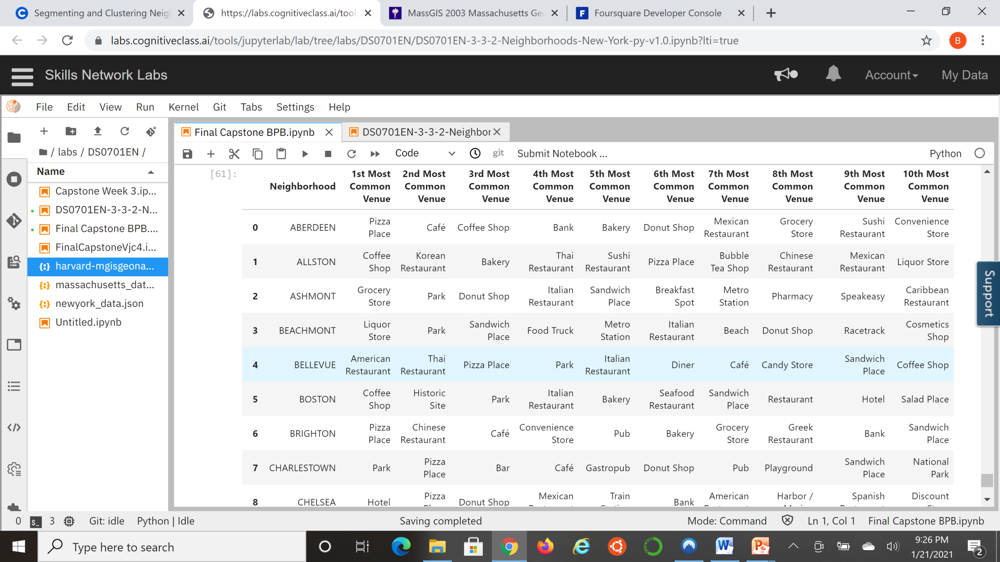 Segmenting and Clustering Neig
https://labs.cognitiveclass.ai/tool
MassGIS 2003 Massachusetts Ge
F Foursquare Developer Console
labs.cognitiveclass.ai/tools/jupyterlab/lab/tree/labs/DS0701EN/DS0701EN-3-3-2-Neighborhoods-New-York-py-v1.0.ipynb?lti=true
B
Skills Network Labs
Account
My Data
File Edit View Run Kernel Git Tabs Settings Help
Final Capstone BPB.ipynb
DS0701EN-3-3-2-Neighbor
/ labs / DS0701EN /
Code
git
Submit Notebook ...
Python
Name
Capstone Week 3.ip...
DS0701EN-3-3-2-N...
Final Capstone BPB....
FinalCapstoneVjc4.i...
harvard-mgisgeona...
massachusetts_dat...
newyork_data.json
Untitled.ipynb
[61]:
1st Most 2nd Most 3rd Most 4th Most 5th Most 6th Most 7th Most 8th Most 9th Most 10th Most
Neighborhood Common Common Common Common Common Common Common Common Common Common
Venue Venue Venue Venue Venue Venue Venue Venue Venue Venue
Pizza Mexican Grocery Sushi Convenience
0 ABERDEEN Café Coffee Shop Bank Bakery Donut Shop
Place Restaurant Store Restaurant Store
Coffee Korean Thai Sushi Bubble Chinese Mexican
1 ALLSTON Bakery Pizza Place Liquor Store
Shop Restaurant Restaurant Restaurant Tea Shop Restaurant Restaurant
Grocery Italian Sandwich Breakfast Metro Caribbean
2 ASHMONT Park Donut Shop Pharmacy Speakeasy
Store Restaurant Place Spot Station Restaurant
Liquor Sandwich Metro Italian Cosmetics
3 BEACHMONT Park Food Truck Beach Donut Shop Racetrack
Store Place Station Restaurant Shop
American Thai Italian Sandwich
4 BELLEVUE Pizza Place Park Diner Café Candy Store Coffee Shop
Restaurant Restaurant Restaurant Place
Coffee Historic Italian Seafood Sandwich
5 BOSTON Park Bakery Restaurant Hotel Salad Place
Shop Site Restaurant Restaurant Place
Pizza Chinese Convenience Grocery Greek Sandwich
6 BRIGHTON Café Pub Bakery Bank
Place Restaurant Store Store Restaurant Place
Pizza Sandwich National
7 CHARLESTOWN Park Bar Café Gastropub Donut Shop Pub Playground
Place Place Park
Pizza Mexican Train American Harbor / Spanish Discount
8 CHELSEA Hotel Donut Shop Bank
Support
0 $_ 3 Git: idle Python | Idle Saving completed Mode: Command Ln 1, Col 1 Final Capstone BPB.ipynb
Type here to search
9:26 PM
1/21/2021
2